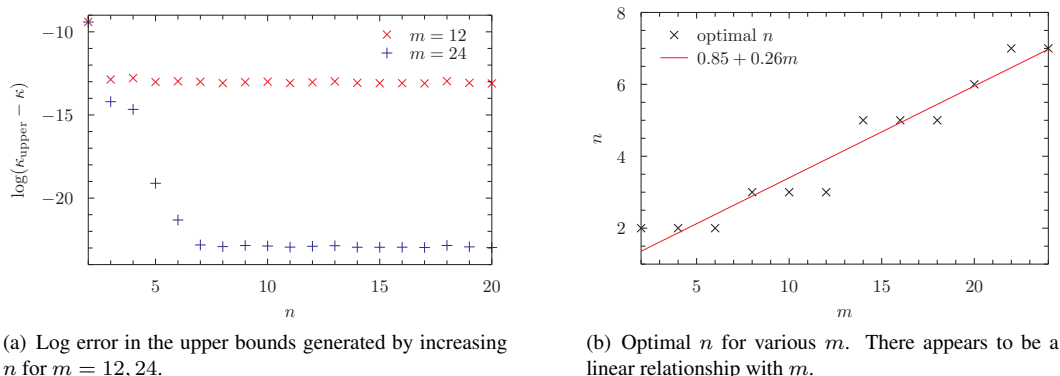 −10
−15
−20
log(κupper − κ)
m = 12
m = 24
5
10
15
20
n
8
6
4
2
n
optimal n
0.85 + 0.26m
5
10
15
20
m
(a) Log error in the upper bounds generated by increasing
n for m = 12, 24.
(b) Optimal n for various m. There appears to be a
linear relationship with m.